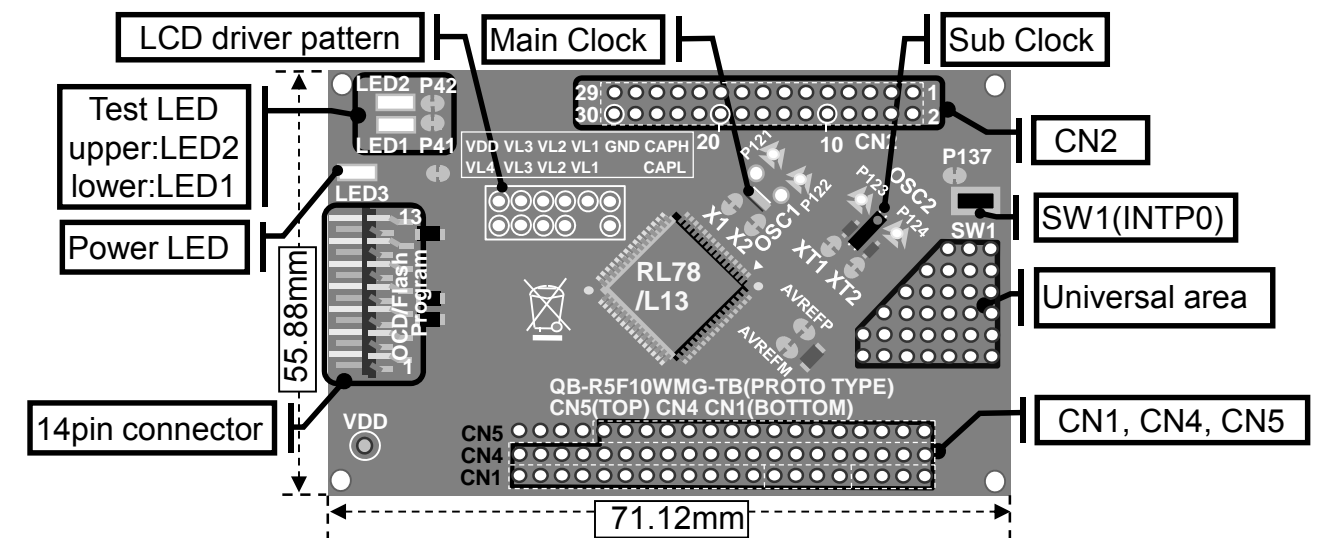 LCD driver pattern
Main Clock
Sub Clock
Test LED
upper:LED2
lower:LED1
LED2 P42
LED1 P41
29
1
30
2
20
10
CN2
CN2
VDD VL3 VL2 VL1 GND CAPH
VL4 VL3 VL2 VL1 CAPL
P121
P122
P123
P124
OSC1
OSC2
X1 X2
XT1 XT2
P137
SW1
SW1(INTP0)
LED3
Power LED
13
OCD/Flash
Program
1
55.88mm
RL78
/L13
AVREFP
AVREFM
Universal area
QB-R5F10WMG-TB(PROTO TYPE)
CN5(TOP) CN4 CN1(BOTTOM)
14pin connector
VDD
CN5
CN4
CN1
CN1, CN4, CN5
71.12mm